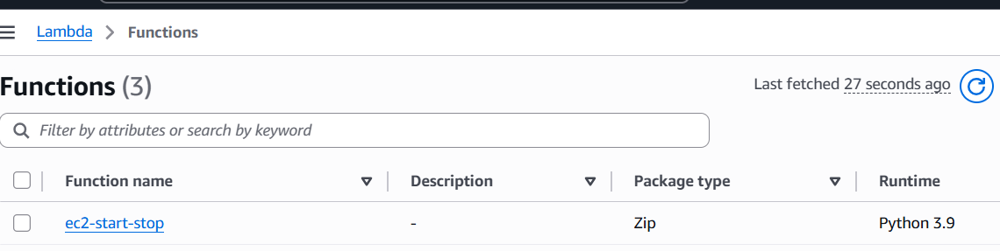 Lambda > Functions
Functions (3)
Last fetched 27 seconds ago
Filter by attributes or search by keyword
Function name Description Package type Runtime
ec2-start-stop - Zip Python 3.9